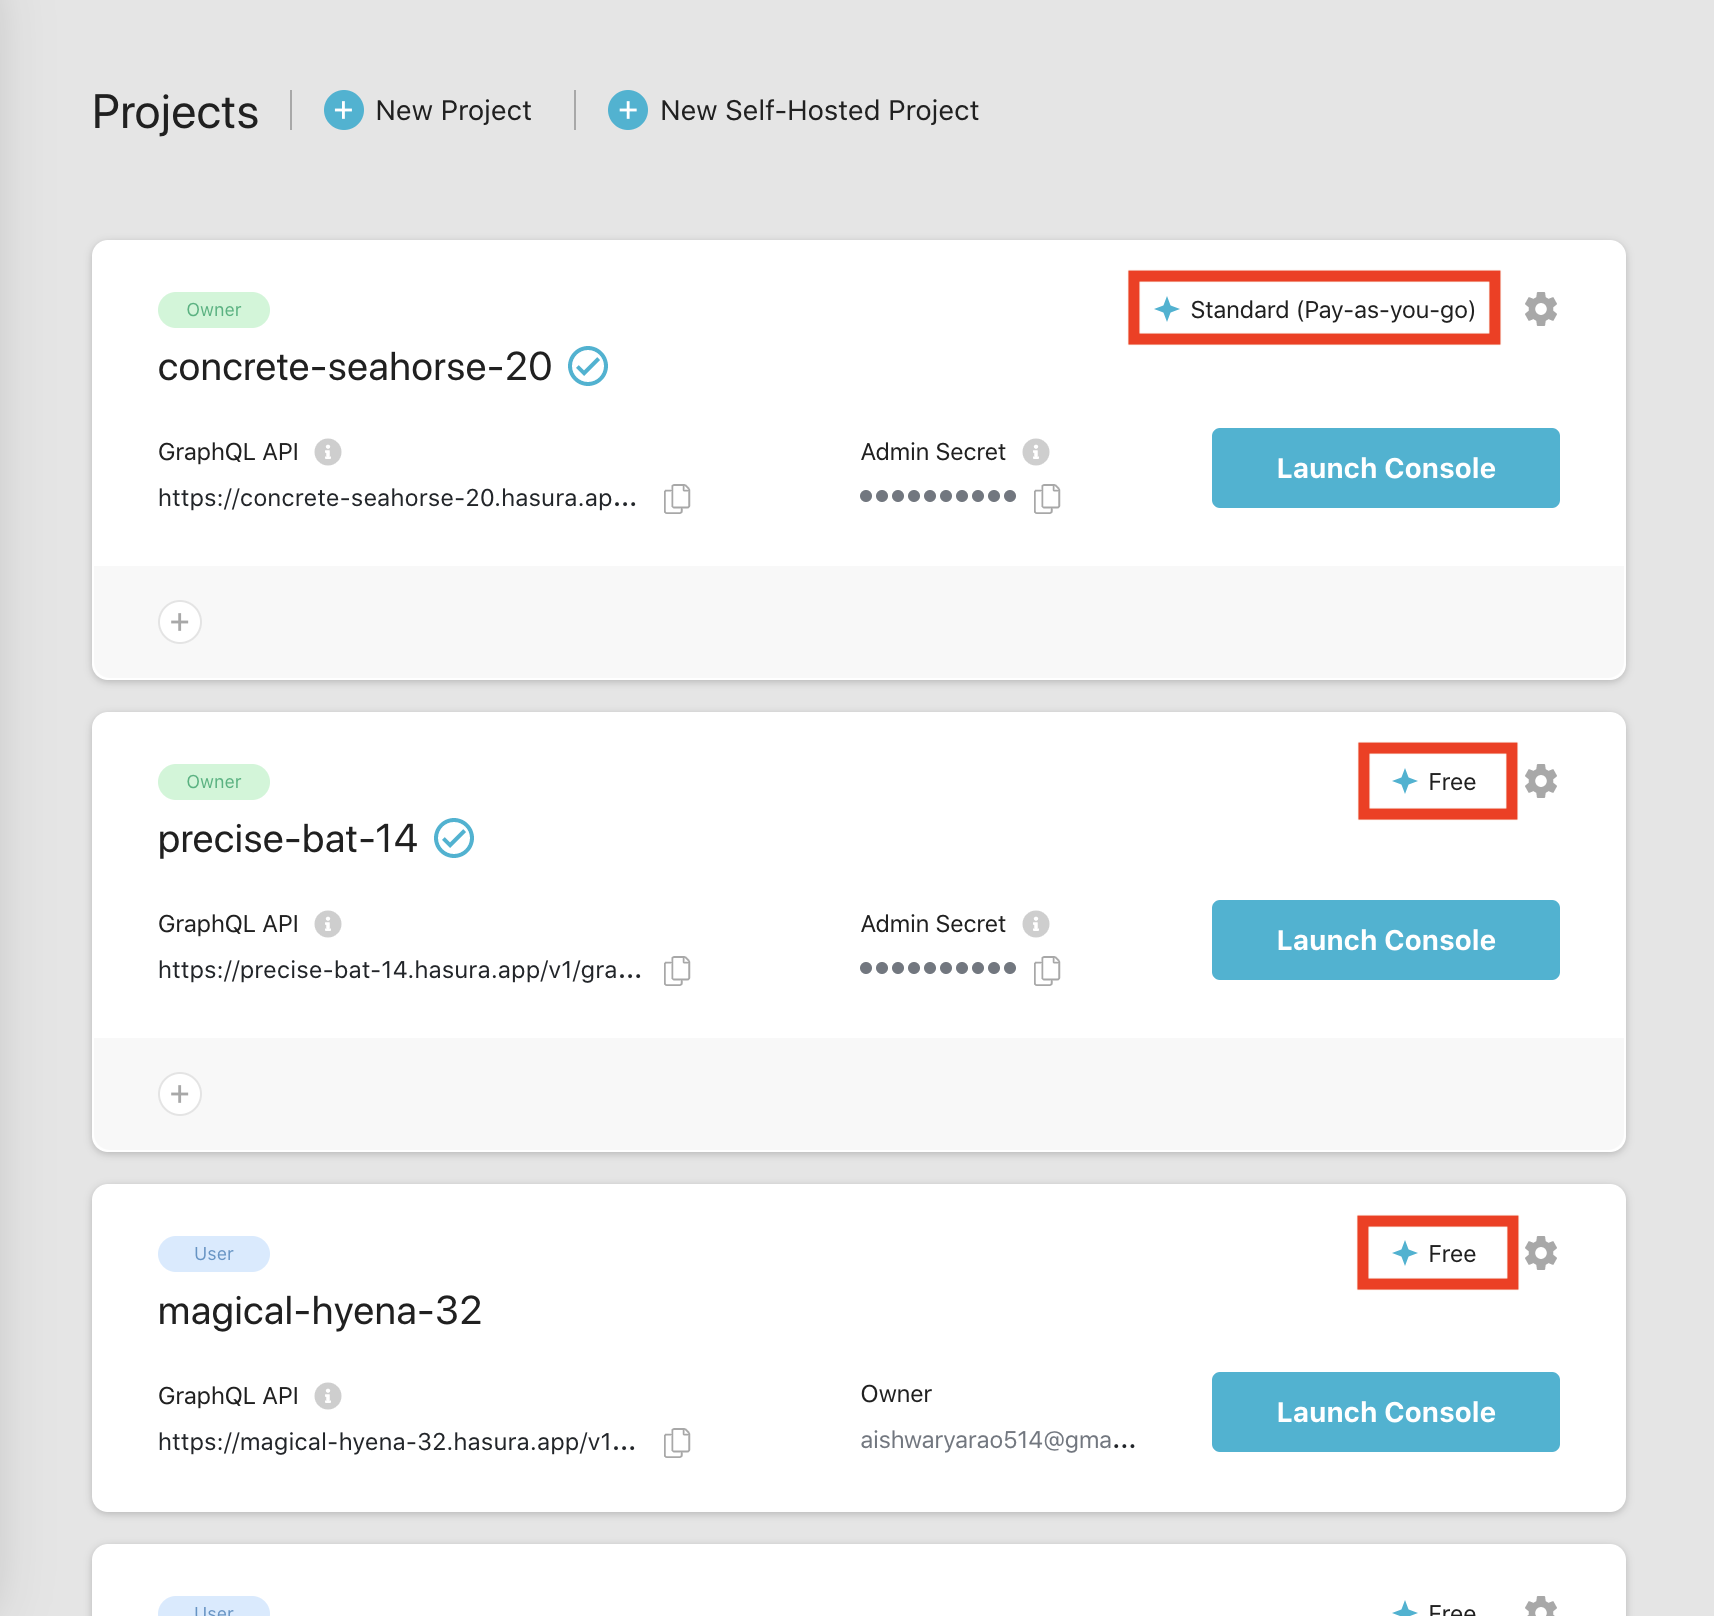 Projects
New Project
New Self-Hosted Project
Owner
Standard (Pay-as-you-go)
concrete-seahorse-20
GraphQL API
Admin Secret
Launch Console
https://concrete-seahorse-20.hasura.ap...
Owner
Free
precise-bat-14
GraphQL API
Admin Secret
Launch Console
https://precise-bat-14.hasura.app/v1/gra...
User
Free
magical-hyena-32
GraphQL API
Owner
Launch Console
https://magical-hyena-32.hasura.app/v1...
aishwaryarao514@gma...
User
Free